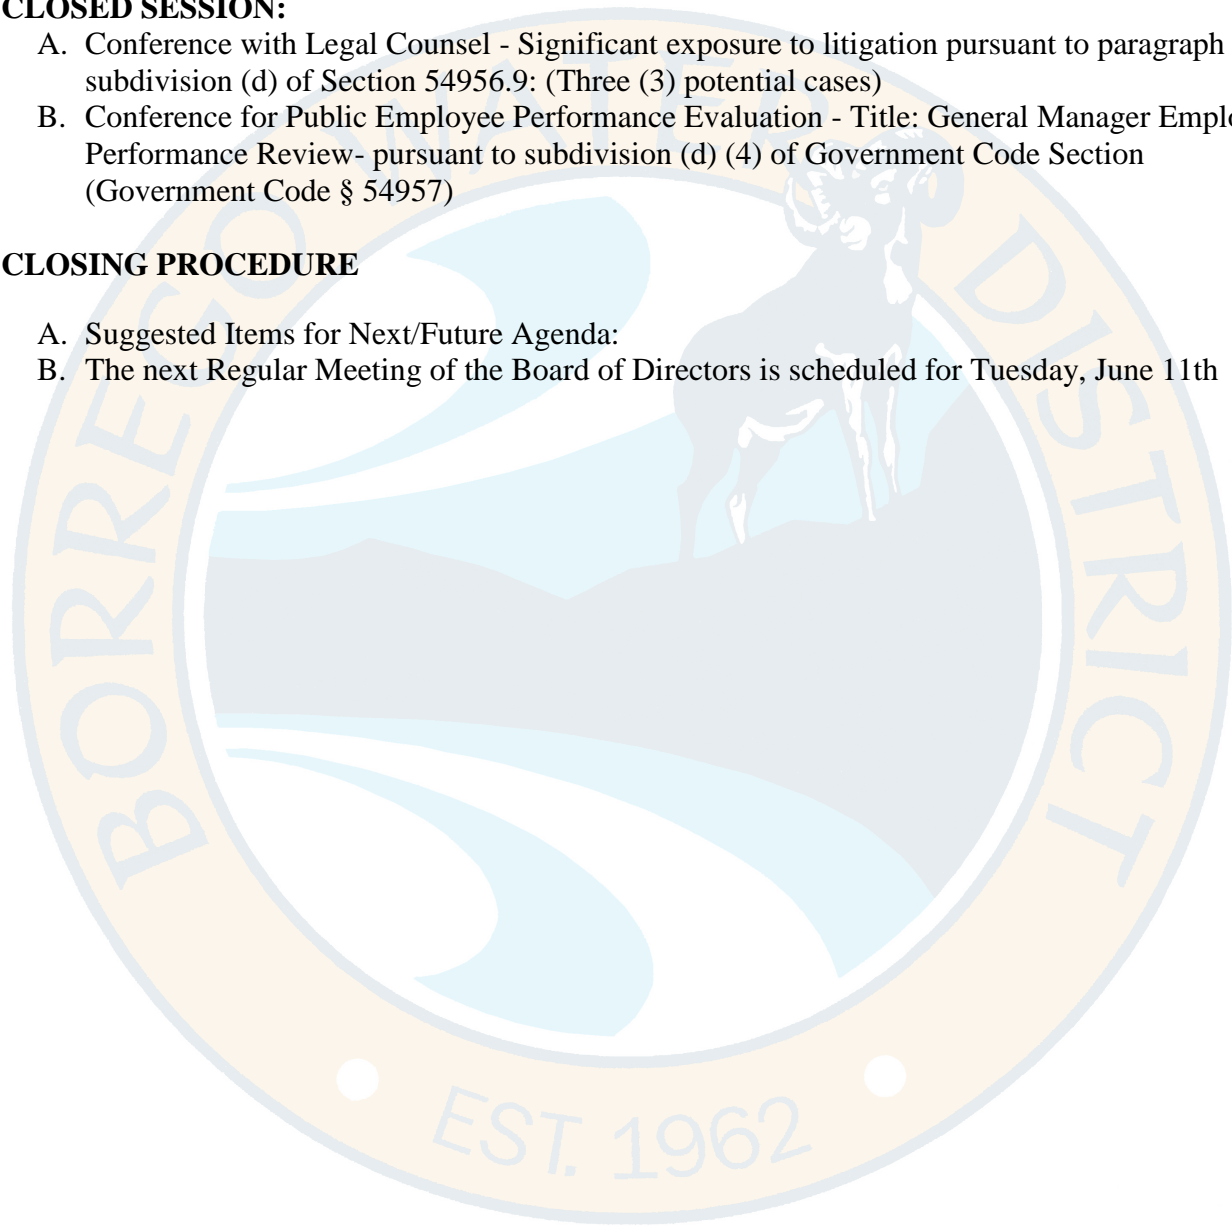 CLOSED SESSION:
A. Conference with Legal Counsel - Significant exposure to litigation pursuant to paragraph
subdivision (d) of Section 54956.9: (Three (3) potential cases)
B. Conference for Public Employee Performance Evaluation - Title: General Manager
Performance Review- pursuant to subdivision (d) (4) of Government Code Section
(Government Code § 54957)
CLOSING PROCEDURE
A. Suggested Items for Next/Future Agenda:
B. The next Regular Meeting of the Board of Directors is scheduled for Tuesday, June 11th
BORREGO WATER DISTRICT
EST. 1962